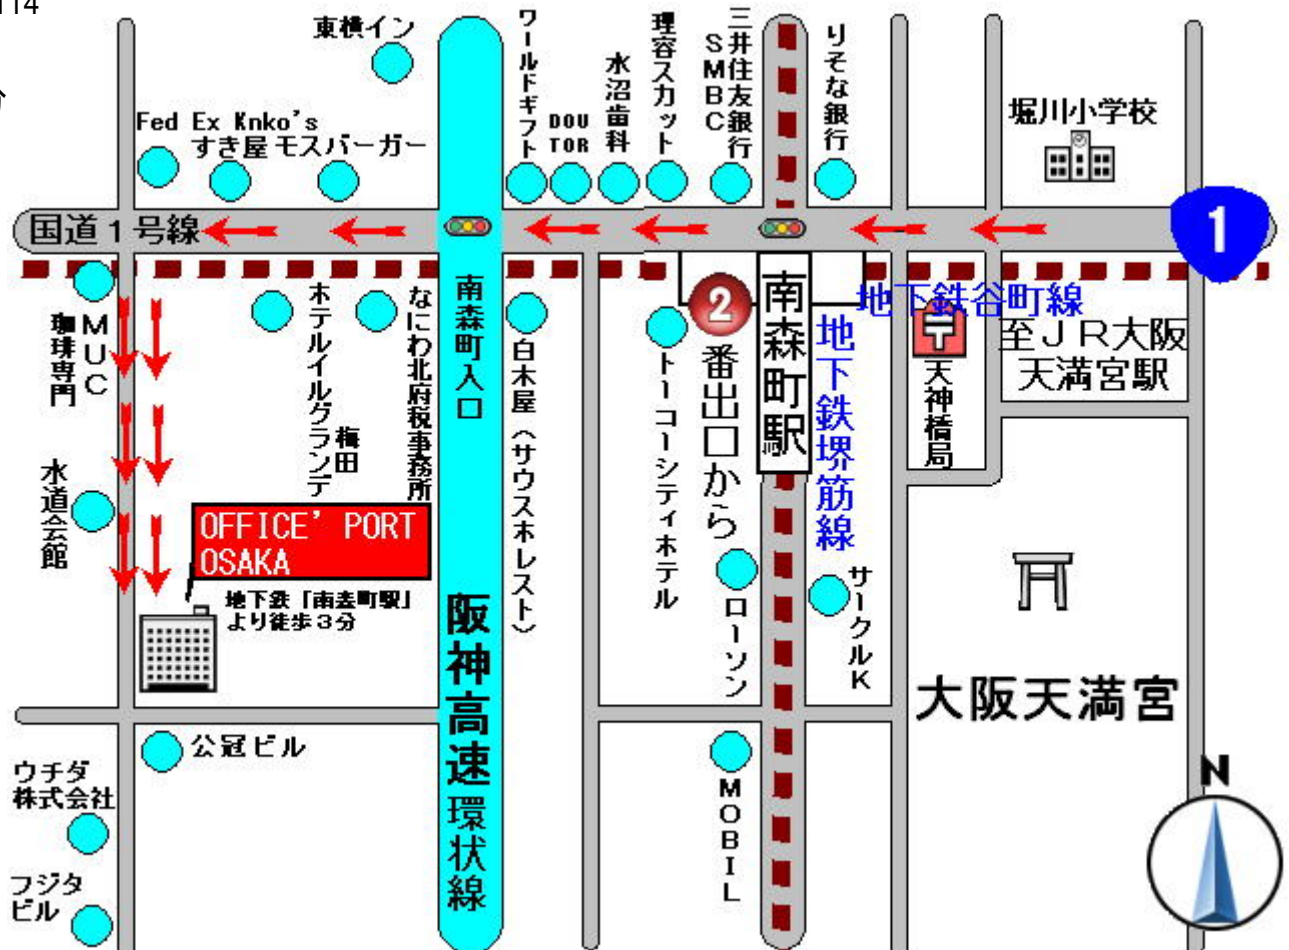 114
分
東横イン
ワールドギフト
DOU
TOR
水沼歯科
理容スカット
三井住友銀行
SMBC
りそな銀行
堀川小学校
Fed Ex Knko's
すき屋 モスバーガー
国道1号線
1
MUC
珈琲専門
ホテルイルグランデ
梅田
なにわ北府税事務所
南森町入口
白木屋(サウスホレスト)
トーコーシティホテル
2
番出口から
南森町駅
地下鉄谷町線
地下鉄堺筋線
〒
天神橋局
至JR大阪
天満宮駅
水道会館
OFFICE' PORT
OSAKA
地下鉄「南森町駅」
より徒歩3分
阪神高速環状線
ローソン
サークルK
大阪天満宮
公冠ビル
ウチダ
株式会社
フジタ
ビル
MOBIL
N